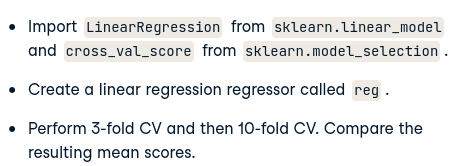 • Import LinearRegression from sklearn.linear_model
and cross_val_score from sklearn.model_selection .
• Create a linear regression regressor called reg .
• Perform 3-fold CV and then 10-fold CV. Compare the
resulting mean scores.